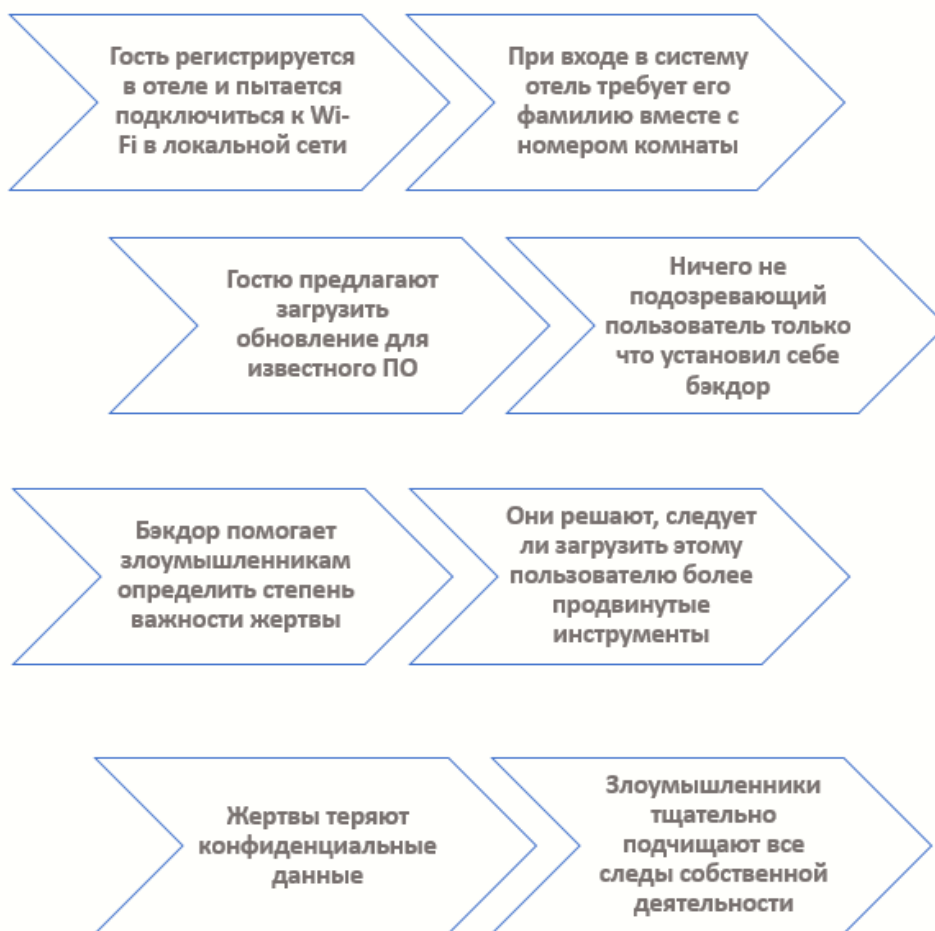 Гость регистрируется
в отеле и пытается
подключиться к Wi-
Fi в локальной сети
При входе в систему
отель требует его
фамилию вместе с
номером комнаты
Гостю предлагают
загрузить
обновление для
известного ПО
Ничего не
подозревающий
пользователь только
что установил себе
бэкдор
Бэкдор помогает
злоумышленникам
определить степень
важности жертвы
Они решают, следует
ли загрузить этому
пользователю более
продвинутые
инструменты
Жертвы теряют
конфиденциальные
данные
Злоумышленники
тщательно
подчищают все
следы собственной
деятельности